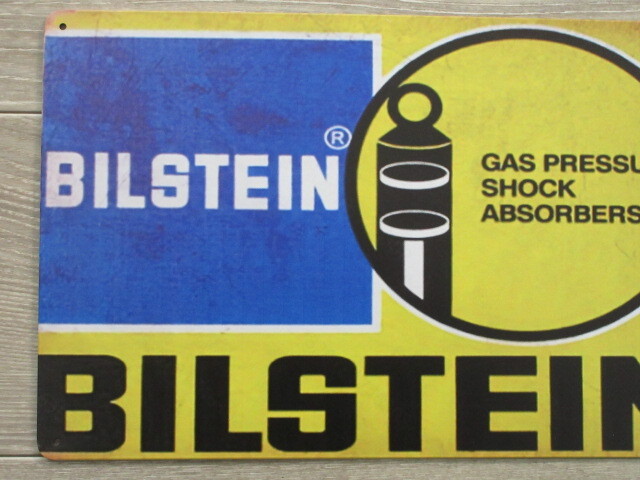 BILSTEIN®
GAS PRESSU
SHOCK
ABSORBERS
BILSTEIN